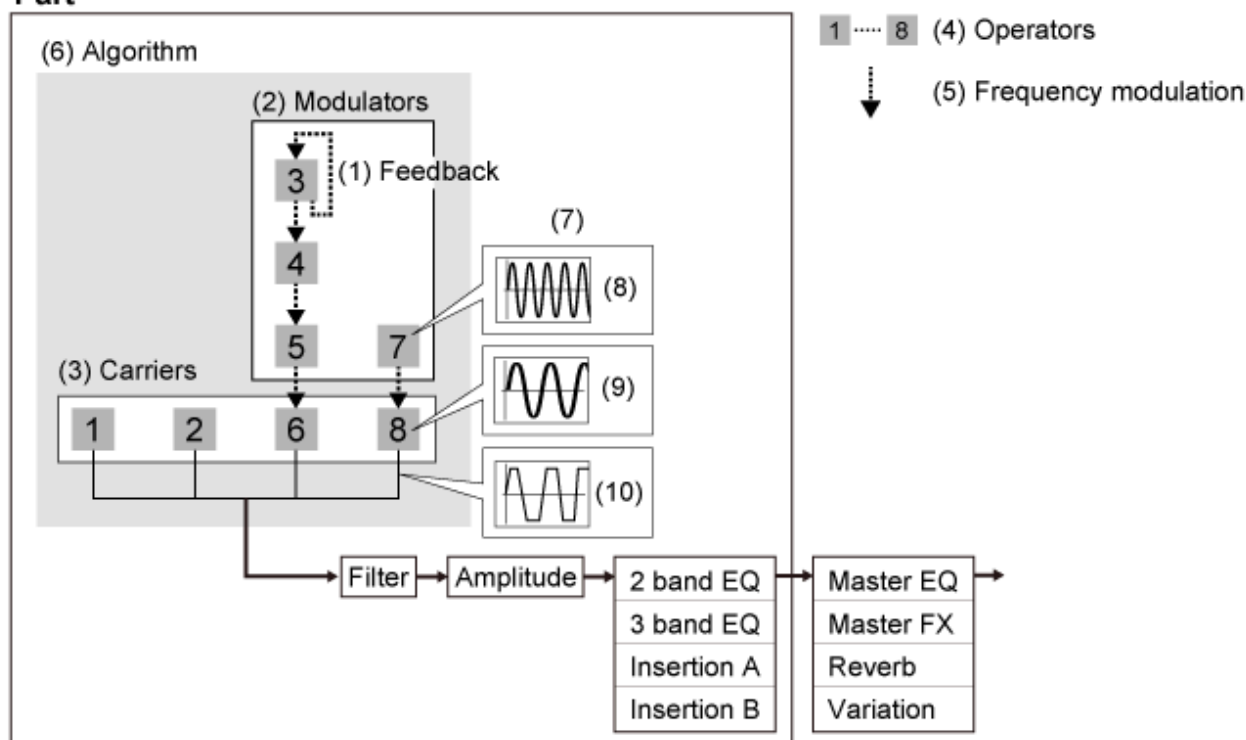 Part
(6) Algorithm
1 8 (4) Operators
(5) Frequency modulation
(2) Modulators
3
(1) Feedback
4
(7)
(8)
5 7
(3) Carriers
(9)
1 2 6 8
(10)
Filter
Amplitude
2 band EQ
3 band EQ
Insertion A
Insertion B
Master EQ
Master FX
Reverb
Variation